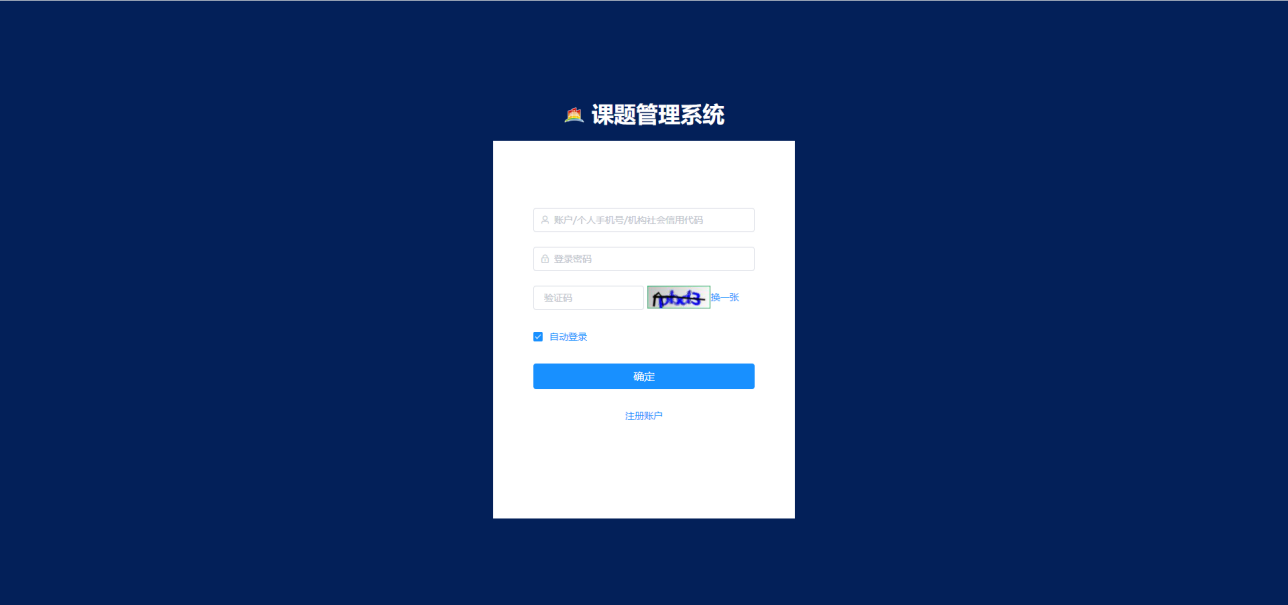 课题管理系统
账户/个人手机号/机构社会信用代码
登录密码
验证码 换一张
自动登录
确定
注册账户